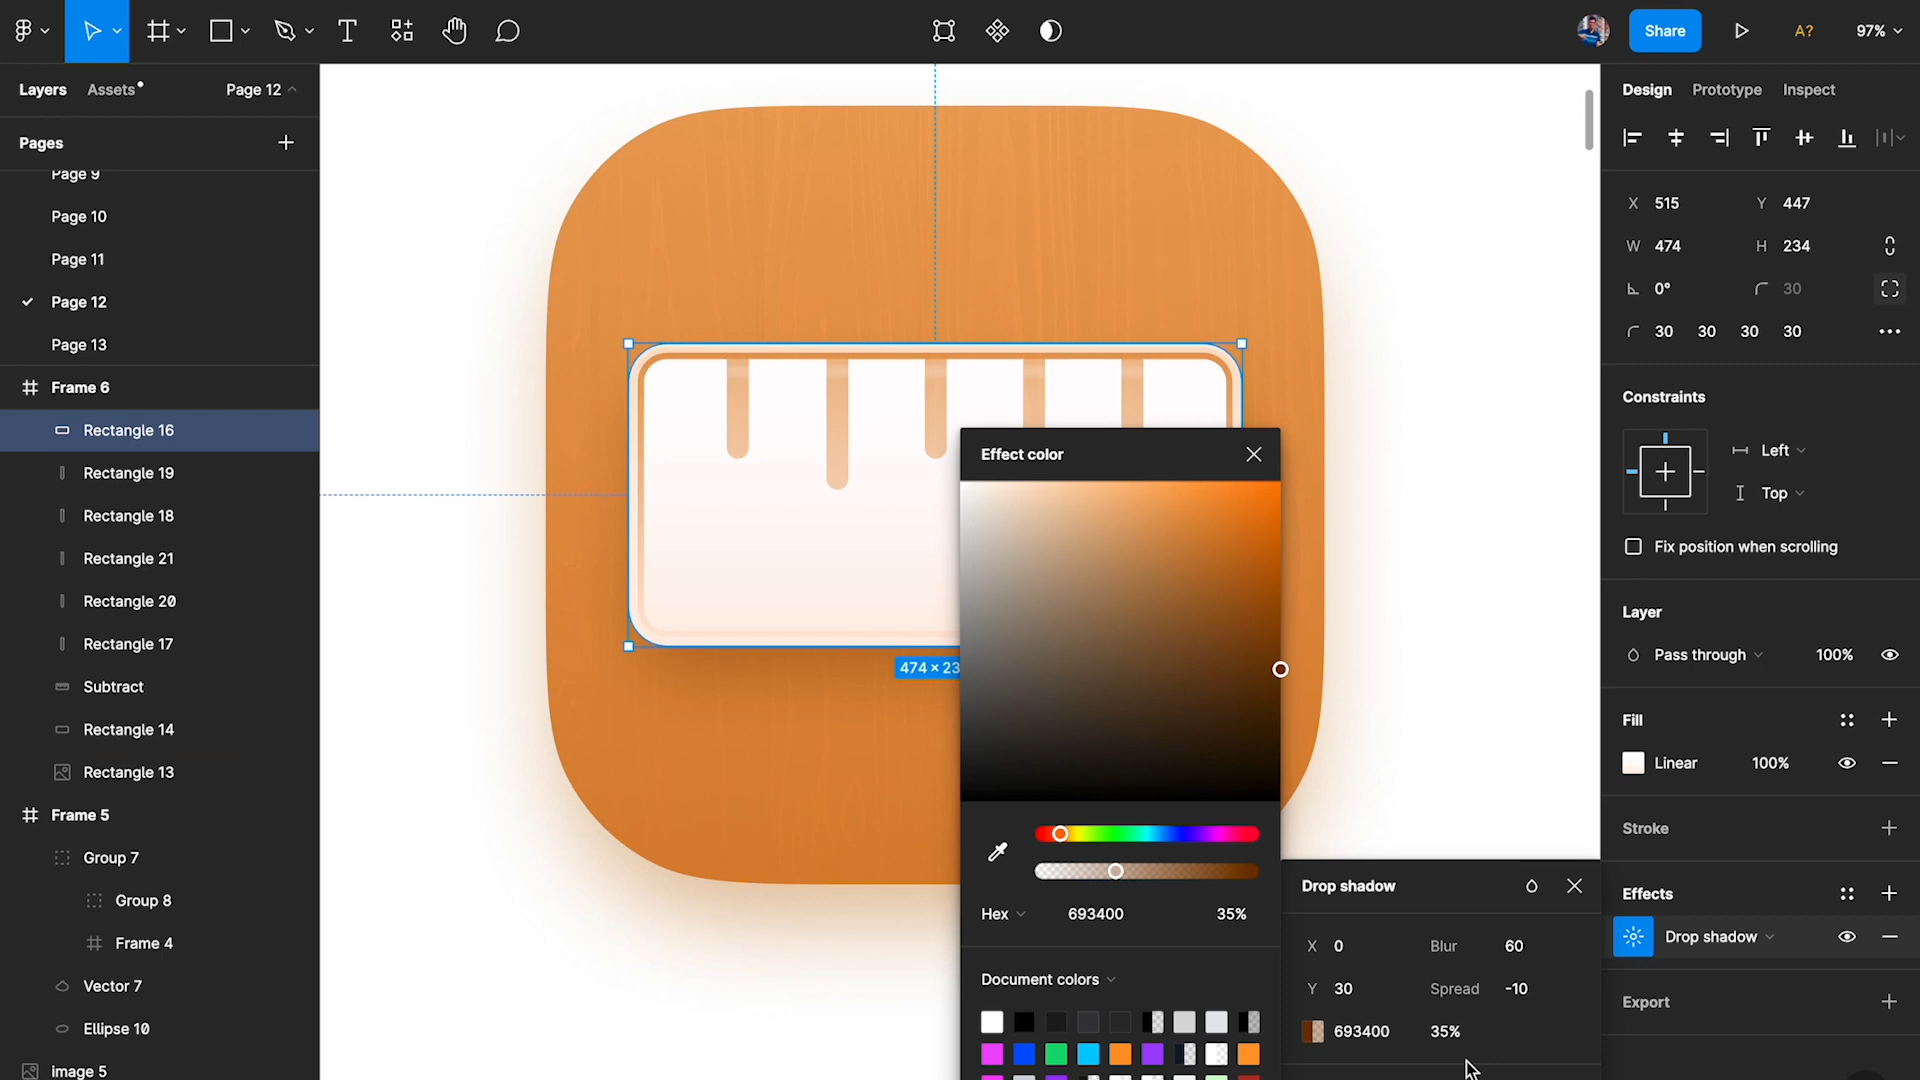 Share
A?
97%
Layers
Assets
Page 12
Pages
Page 9
Page 10
Page 11
Page 12
Page 13
Frame 6
Rectangle 16
Rectangle 19
Rectangle 18
Rectangle 21
Rectangle 20
Rectangle 17
Subtract
Rectangle 14
Rectangle 13
Frame 5
Group 7
Group 8
Frame 4
Vector 7
Ellipse 10
image 5
474 × 23
Effect color
Hex 693400 35%
Document colors
Drop shadow
X 0 Blur 60
Y 30 Spread -10
693400 35%
Design Prototype Inspect
X 515 Y 447
W 474 H 234
0° 30
30 30 30 30
Constraints
Left
Top
Fix position when scrolling
Layer
Pass through 100%
Fill
Linear 100%
Stroke
Effects
Drop shadow
Export